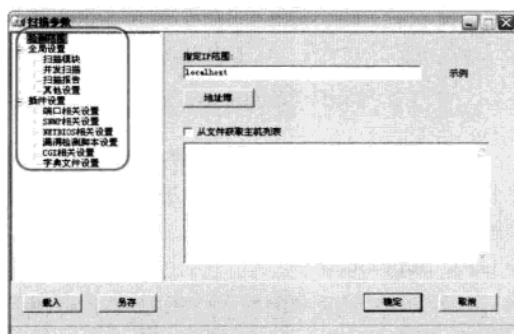 扫描参数
检测范围
全局设置
扫描模块
并发扫描
扫描报告
其他设置
插件设置
端口相关设置
SNMP相关设置
NETBIOS相关设置
漏洞检测脚本设置
CGI相关设置
字典文件设置
指定IP范围:
localhost
示例
地址簿
从文件获取主机列表
载入
另存
确定
取消